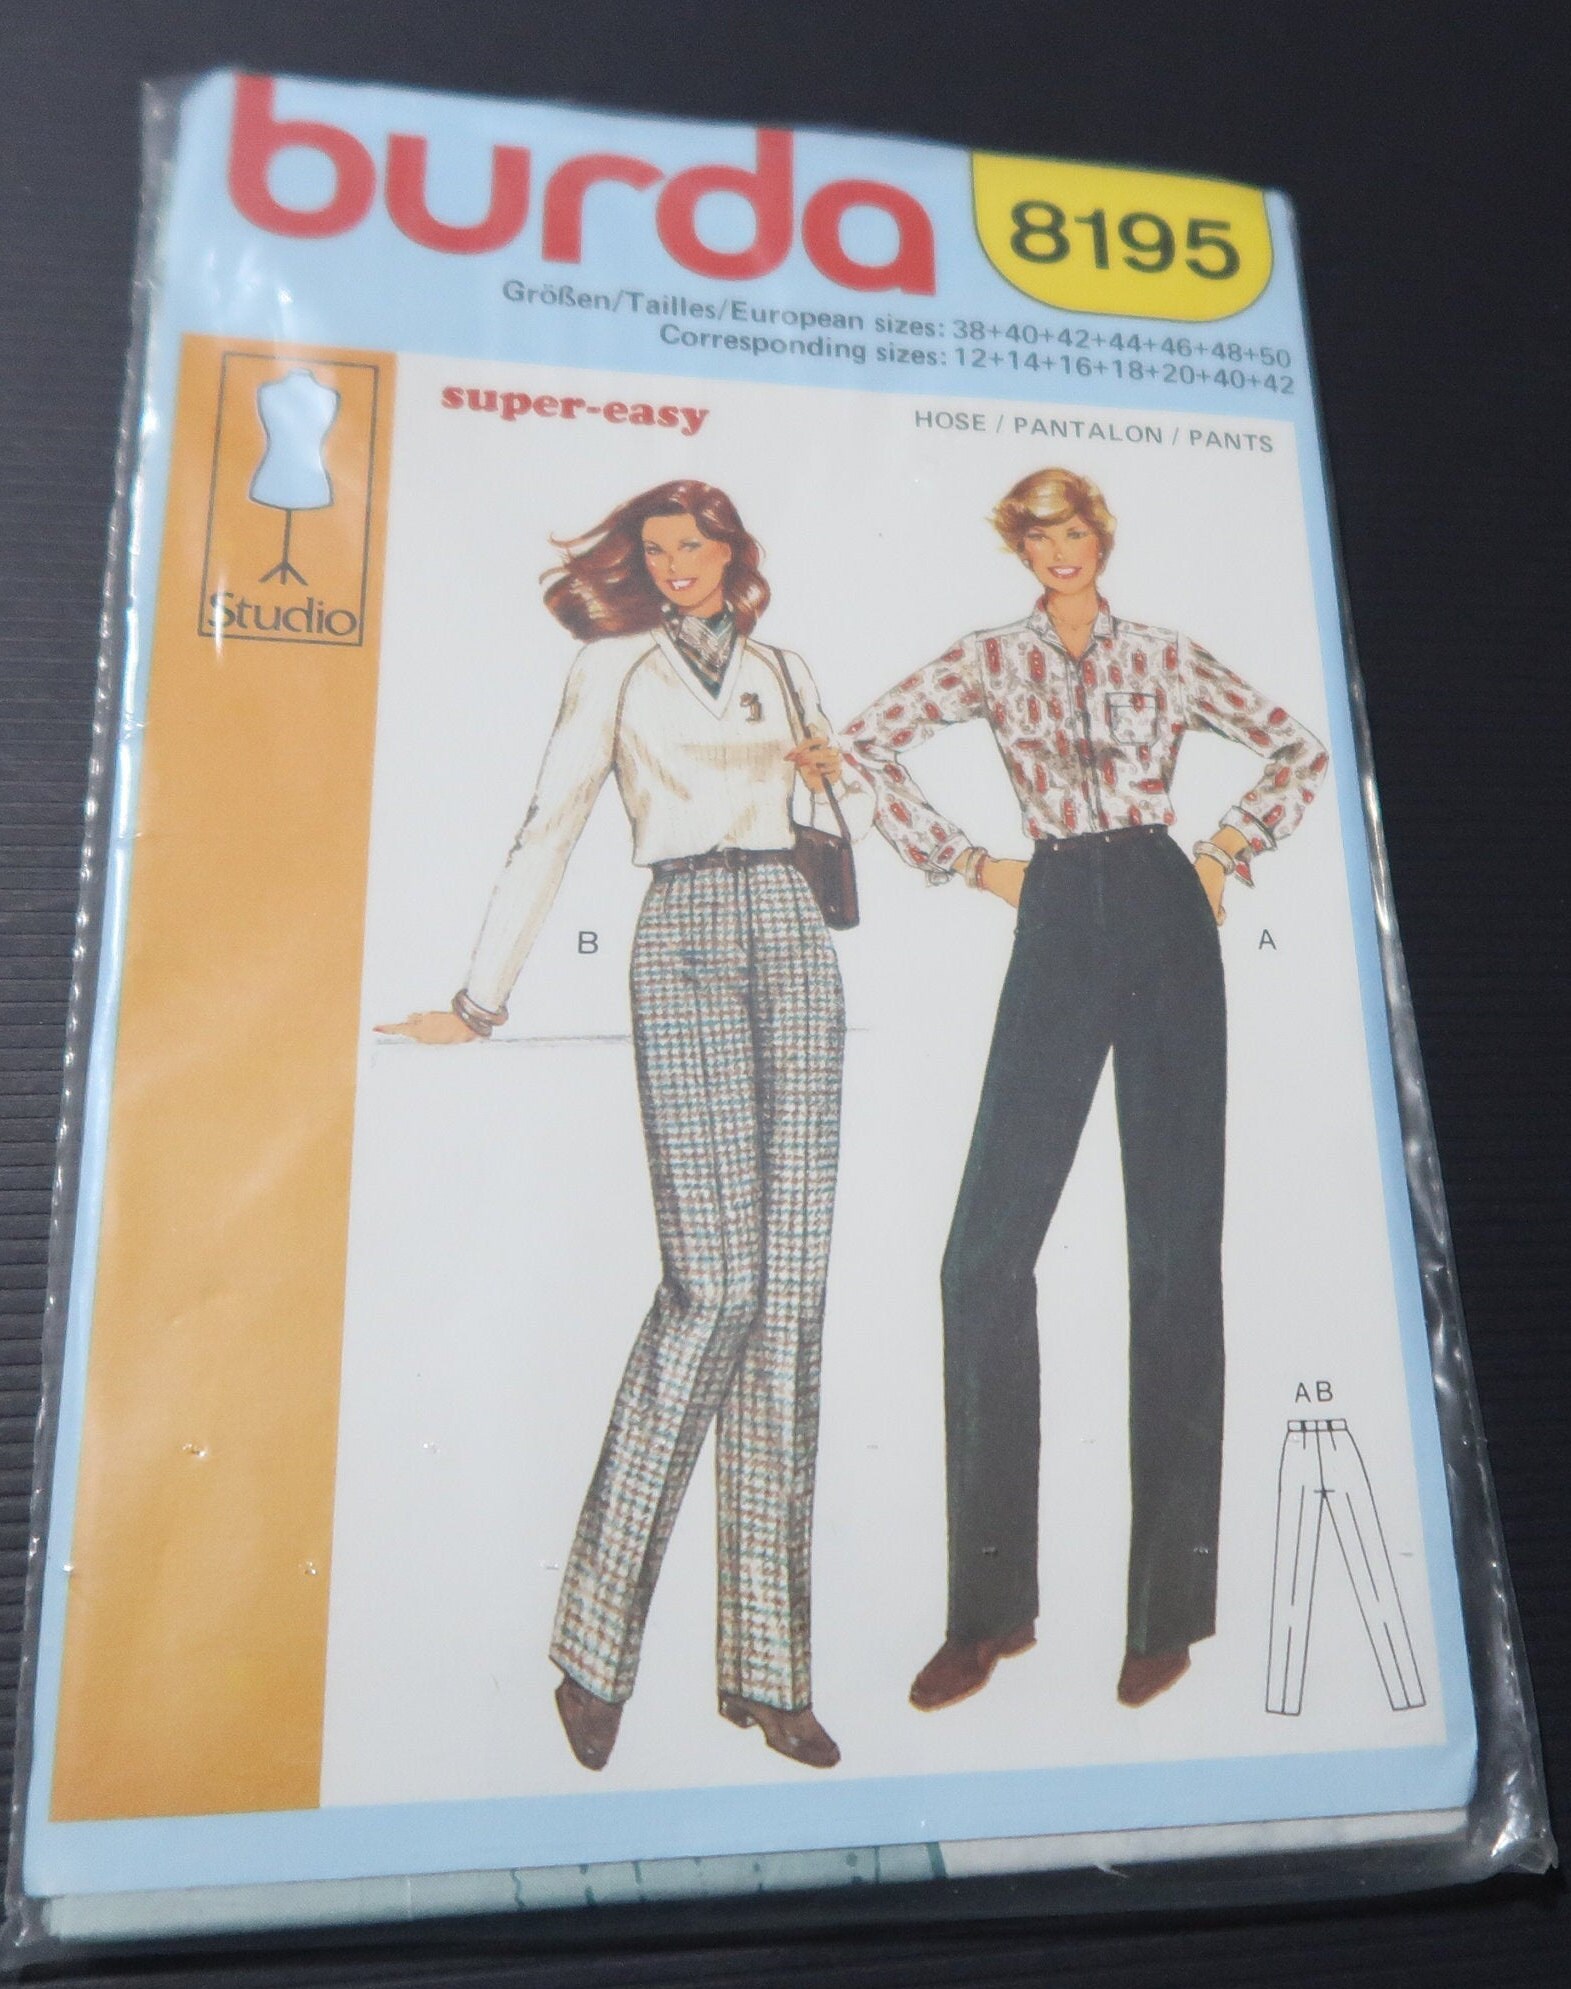 burda
8195
Größen/Tailles/European sizes: 38+40+42+44+46+48+50
Corresponding sizes: 12+14+16+18+20+40+42
Studio
super-easy
HOSE / PANTALON / PANTS
B
A
AB